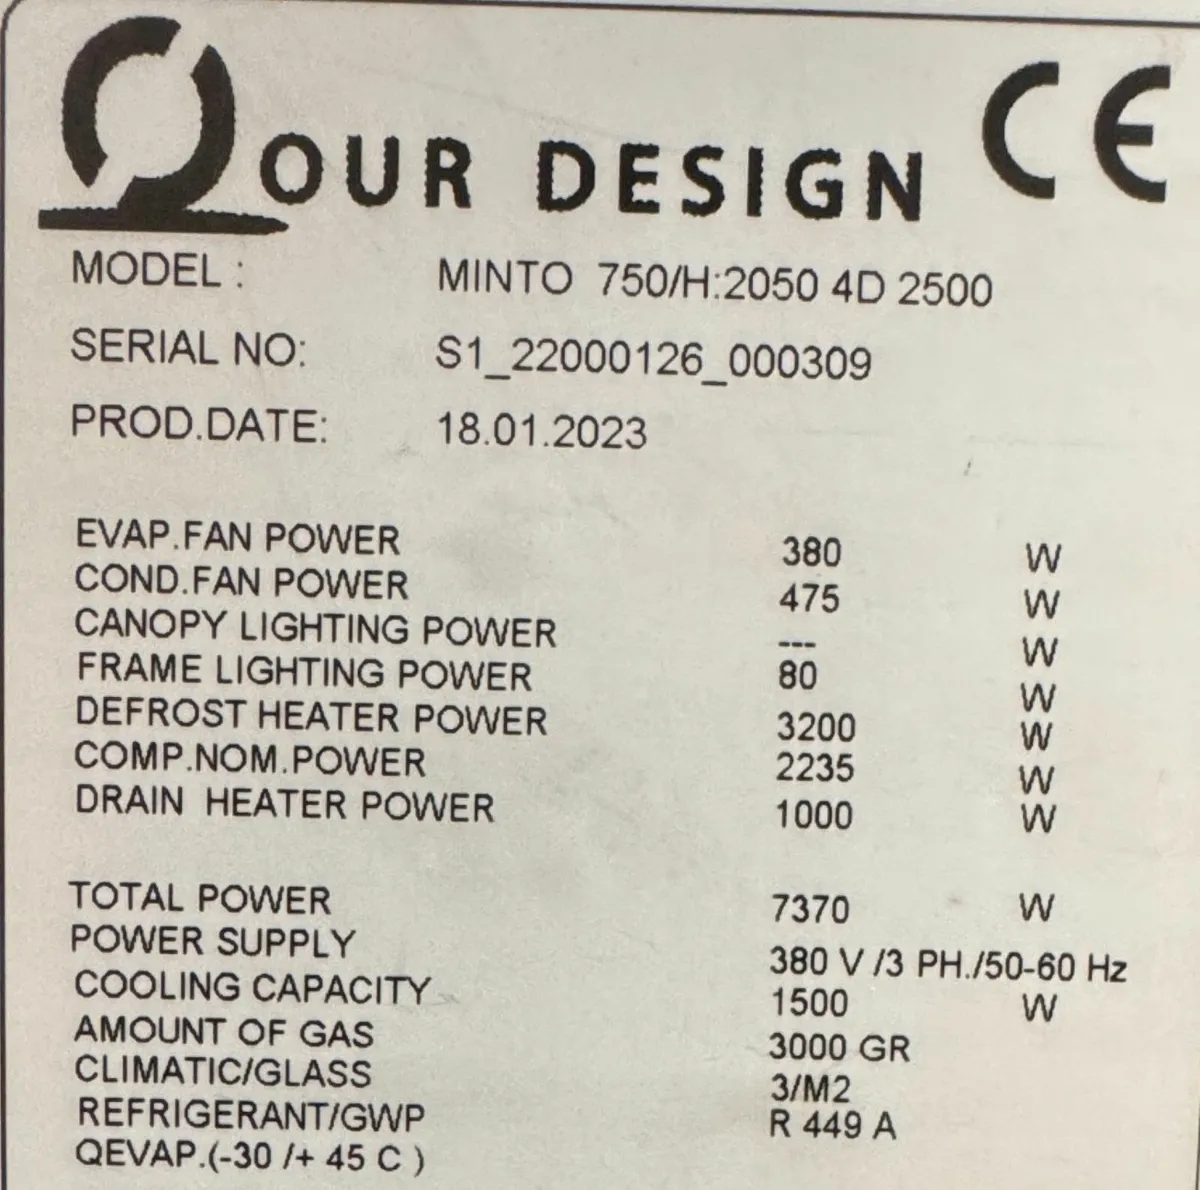 OUR DESIGN CE
MODEL : MINTO 750/H:2050 4D 2500
SERIAL NO: S1_22000126_000309
PROD.DATE: 18.01.2023
EVAP.FAN POWER 380 W
COND.FAN POWER 475 W
CANOPY LIGHTING POWER --- W
FRAME LIGHTING POWER 80 W
DEFROST HEATER POWER 3200 W
COMP.NOM.POWER 2235 W
DRAIN HEATER POWER 1000 W
TOTAL POWER 7370 W
POWER SUPPLY 380 V /3 PH./50-60 Hz
COOLING CAPACITY 1500 W
AMOUNT OF GAS 3000 GR
CLIMATIC/GLASS 3/M2
REFRIGERANT/GWP R 449 A
QEVAP.(-30 /+ 45 C )